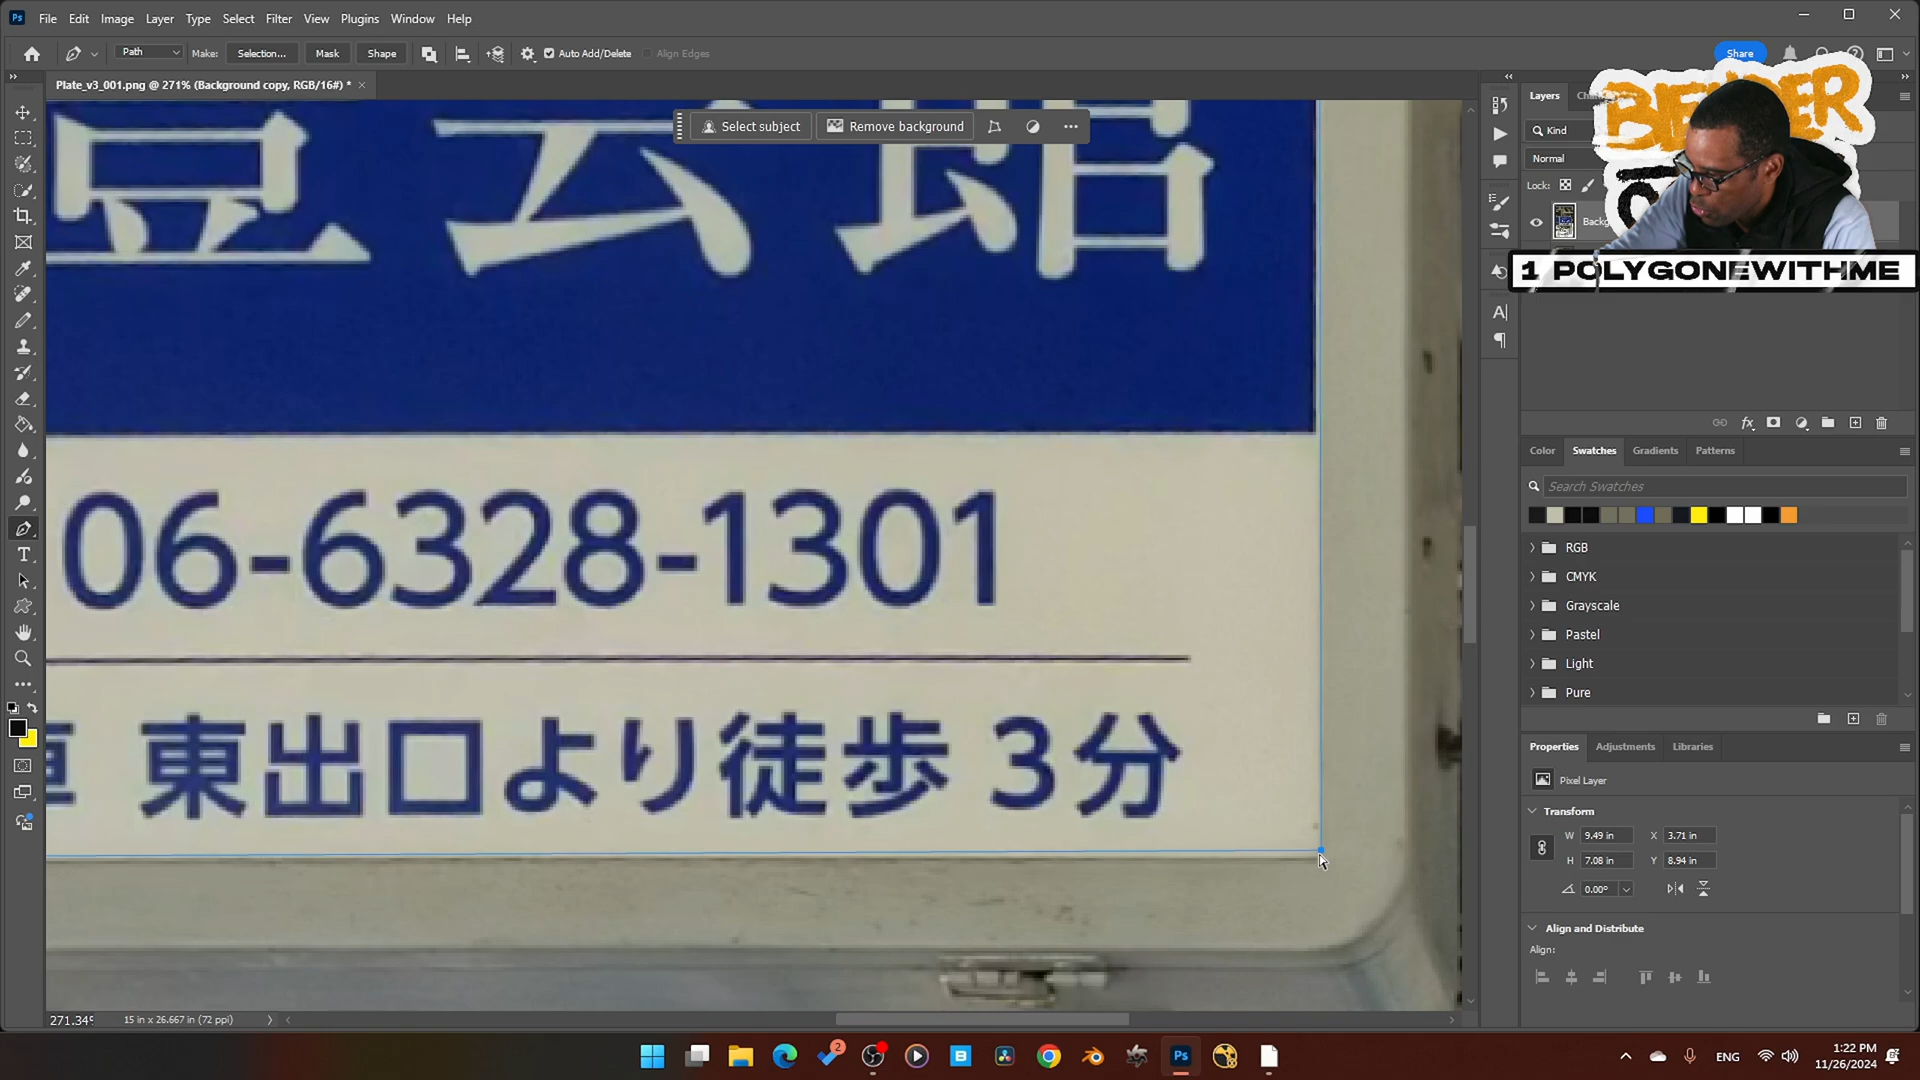 File Edit Image Layer Type Select Filter View Plugins Window Help
Path Make: Selection... Mask Shape Auto Add/Delete Align Edges Share
Plate_v3_001.png @ 271% (Background copy, RGB/16#) *
Select subject Remove background
Layers
Kind
Normal
Lock:
BENDER
1 POLYGONEWITHME
06-6328-1301
東出口より徒歩 3分
Color Swatches Gradients Patterns
Search Swatches
RGB
CMYK
Grayscale
Pastel
Light
Pure
Properties Adjustments Libraries
Pixel Layer
Transform
W 9.49 in X 3.71 in
H 7.08 in Y 8.94 in
0.00°
Align and Distribute
Align:
15 in x 26.667 in (72 ppi)
2
ENG
1:22 PM
11/26/2024